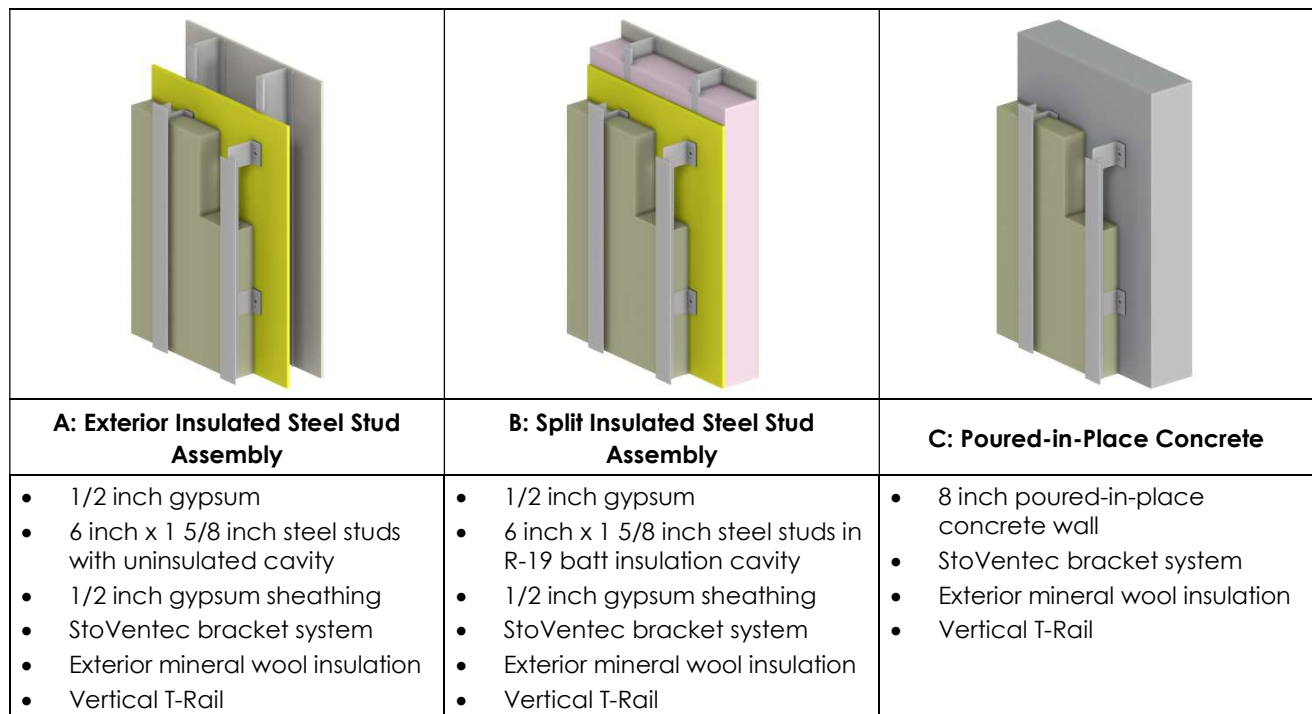 A: Exterior Insulated Steel Stud
Assembly
B: Split Insulated Steel Stud
Assembly
C: Poured-in-Place Concrete
• 1/2 inch gypsum
• 6 inch x 1 5/8 inch steel studs
with uninsulated cavity
• 1/2 inch gypsum sheathing
• StoVentec bracket system
• Exterior mineral wool insulation
• Vertical T-Rail
• 1/2 inch gypsum
• 6 inch x 1 5/8 inch steel studs in
R-19 batt insulation cavity
• 1/2 inch gypsum sheathing
• StoVentec bracket system
• Exterior mineral wool insulation
• Vertical T-Rail
• 8 inch poured-in-place
concrete wall
• StoVentec bracket system
• Exterior mineral wool insulation
• Vertical T-Rail